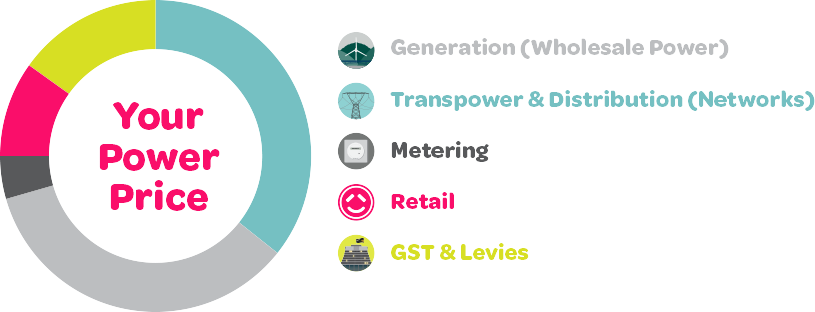 Your
Power
Price
Generation (Wholesale Power)
Transpower & Distribution (Networks)
Metering
Retail
GST & Levies